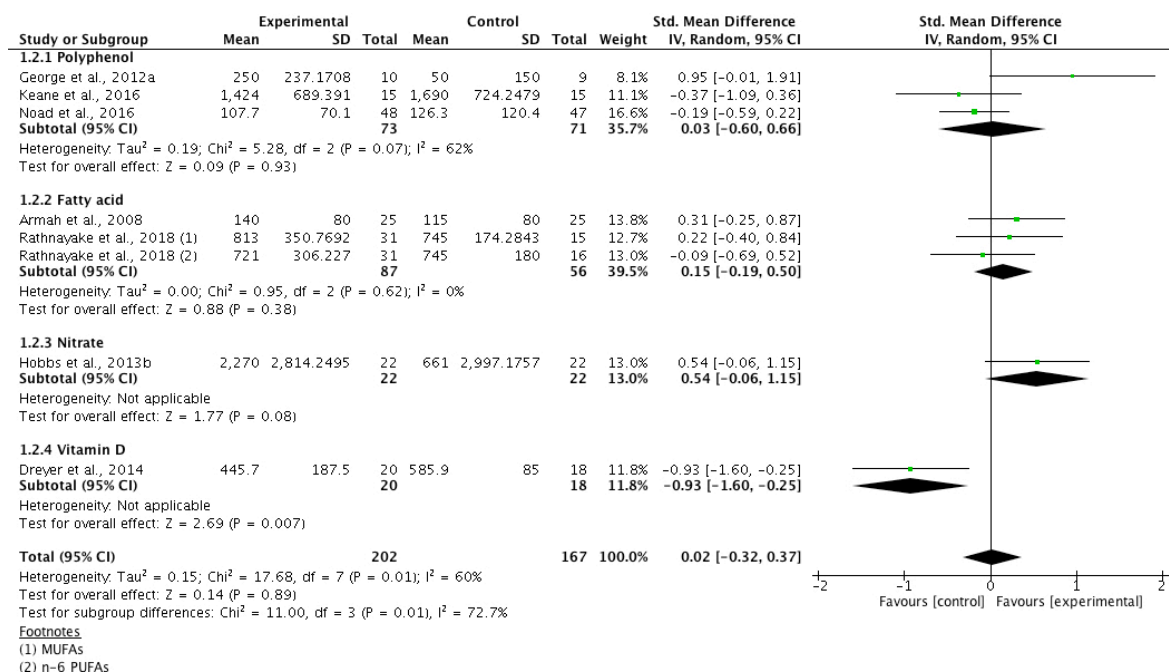 Experimental Control Std. Mean Difference Std. Mean Difference
Study or Subgroup Mean SD Total Mean SD Total Weight IV, Random, 95% CI IV, Random, 95% CI
1.2.1 Polyphenol
George et al., 2012a 250 237.1708 10 50 150 9 8.1% 0.95 [-0.01, 1.91]
Keane et al., 2016 1,424 689.391 15 1,690 724.2479 15 11.1% -0.37 [-1.09, 0.36]
Noad et al., 2016 107.7 70.1 48 126.3 120.4 47 16.6% -0.19 [-0.59, 0.22]
Subtotal (95% CI) 73 71 35.7% 0.03 [-0.60, 0.66]
Heterogeneity: Tau² = 0.19; Chi² = 5.28, df = 2 (P = 0.07); I² = 62%
Test for overall effect: Z = 0.09 (P = 0.93)
1.2.2 Fatty acid
Armah et al., 2008 140 80 25 115 80 25 13.8% 0.31 [-0.25, 0.87]
Rathnayake et al., 2018 (1) 813 350.7692 31 745 174.2843 15 12.7% 0.22 [-0.40, 0.84]
Rathnayake et al., 2018 (2) 721 306.227 31 745 180 16 13.0% -0.09 [-0.69, 0.52]
Subtotal (95% CI) 87 56 39.5% 0.15 [-0.19, 0.50]
Heterogeneity: Tau² = 0.00; Chi² = 0.95, df = 2 (P = 0.62); I² = 0%
Test for overall effect: Z = 0.88 (P = 0.38)
1.2.3 Nitrate
Hobbs et al., 2013b 2,270 2,814.2495 22 661 2,997.1757 22 13.0% 0.54 [-0.06, 1.15]
Subtotal (95% CI) 22 22 13.0% 0.54 [-0.06, 1.15]
Heterogeneity: Not applicable
Test for overall effect: Z = 1.77 (P = 0.08)
1.2.4 Vitamin D
Dreyer et al., 2014 445.7 187.5 20 585.9 85 18 11.8% -0.93 [-1.60, -0.25]
Subtotal (95% CI) 20 18 11.8% -0.93 [-1.60, -0.25]
Heterogeneity: Not applicable
Test for overall effect: Z = 2.69 (P = 0.007)
Total (95% CI) 202 167 100.0% 0.02 [-0.32, 0.37]
Heterogeneity: Tau² = 0.15; Chi² = 17.68, df = 7 (P = 0.01); I² = 60%
Test for overall effect: Z = 0.14 (P = 0.89)
Test for subgroup differences: Chi² = 11.00, df = 3 (P = 0.01), I² = 72.7%
-2 -1 0 1 2
Favours [control] Favours [experimental]
Footnotes
(1) MUFAs
(2) n-6 PUFAs